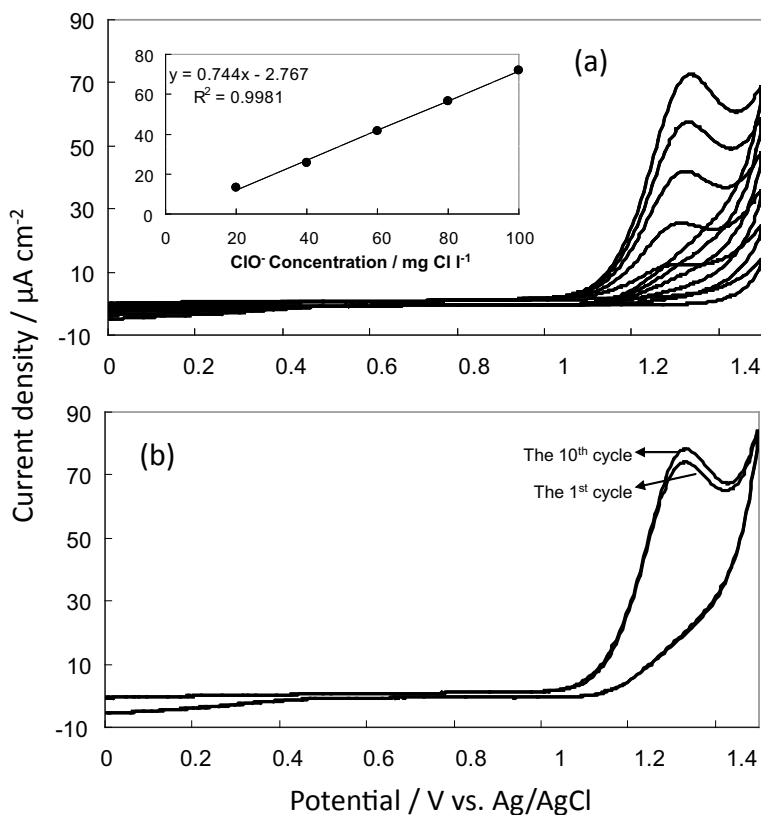 Current density / µA cm⁻²
90
70
50
30
10
-10
(a)
80
60
40
20
0
y = 0.744x - 2.767
R² = 0.9981
0 20 40 60 80 100
ClO⁻ Concentration / mg Cl l⁻¹
0 0.2 0.4 0.6 0.8 1 1.2 1.4
90
70
50
30
10
-10
(b)
The 10th cycle
The 1st cycle
0 0.2 0.4 0.6 0.8 1 1.2 1.4
Potential / V vs. Ag/AgCl